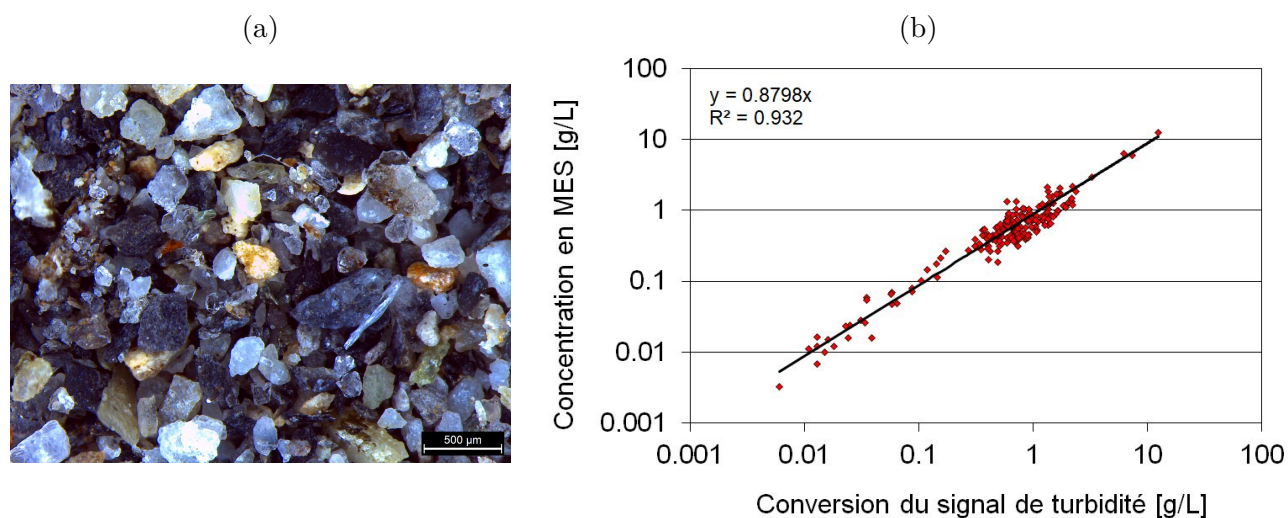 (a)
(b)
500 µm
y = 0.8798x
R² = 0.932
Concentration en MES [g/L]
100
10
1
0.1
0.01
0.001
0.001 0.01 0.1 1 10 100
Conversion du signal de turbidité [g/L]